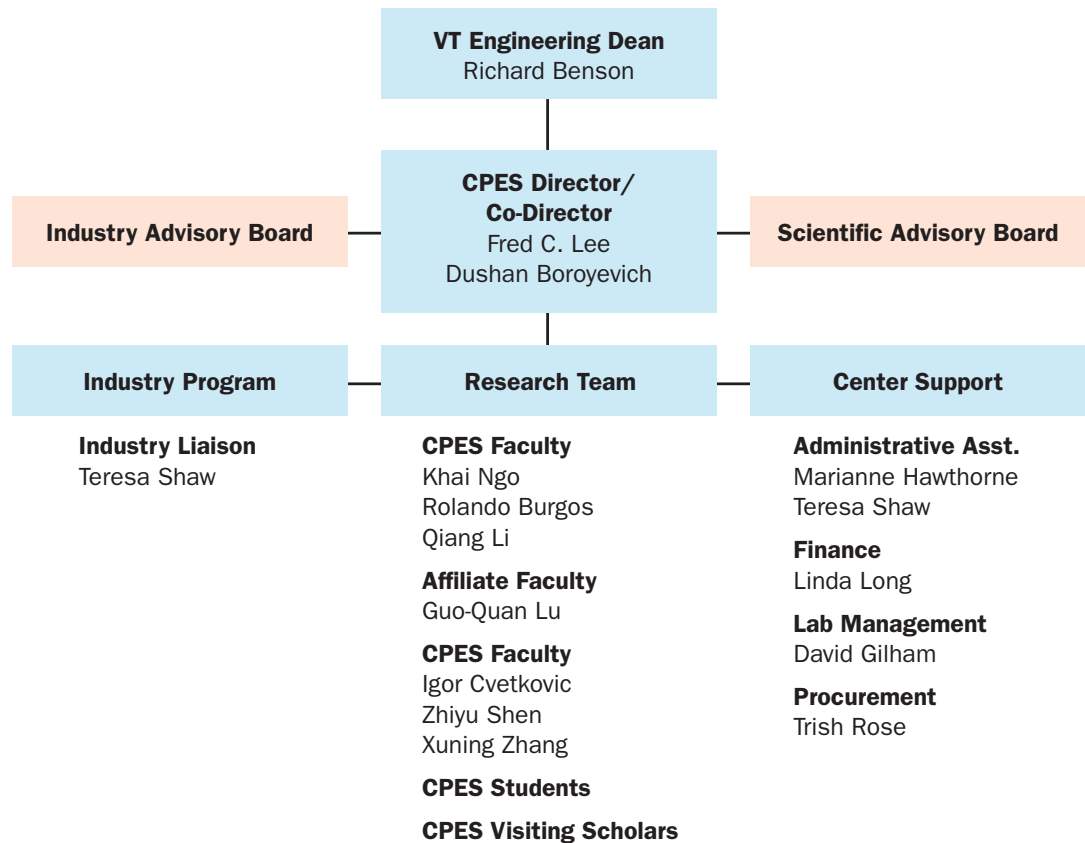 VT Engineering Dean
Richard Benson
CPES Director/
Co-Director
Fred C. Lee
Dushan Boroyevich
Industry Advisory Board
Scientific Advisory Board
Industry Program
Research Team
Center Support
Industry Liaison
Teresa Shaw
CPES Faculty
Khai Ngo
Rolando Burgos
Qiang Li
Affiliate Faculty
Guo-Quan Lu
CPES Faculty
Igor Cvetkovic
Zhiyu Shen
Xuning Zhang
CPES Students
CPES Visiting Scholars
Administrative Asst.
Marianne Hawthorne
Teresa Shaw
Finance
Linda Long
Lab Management
David Gilham
Procurement
Trish Rose